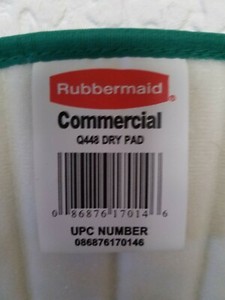 Rubbermaid®
Commercial
Q448 DRY PAD
0 86876 17014 6
UPC NUMBER
086876170146